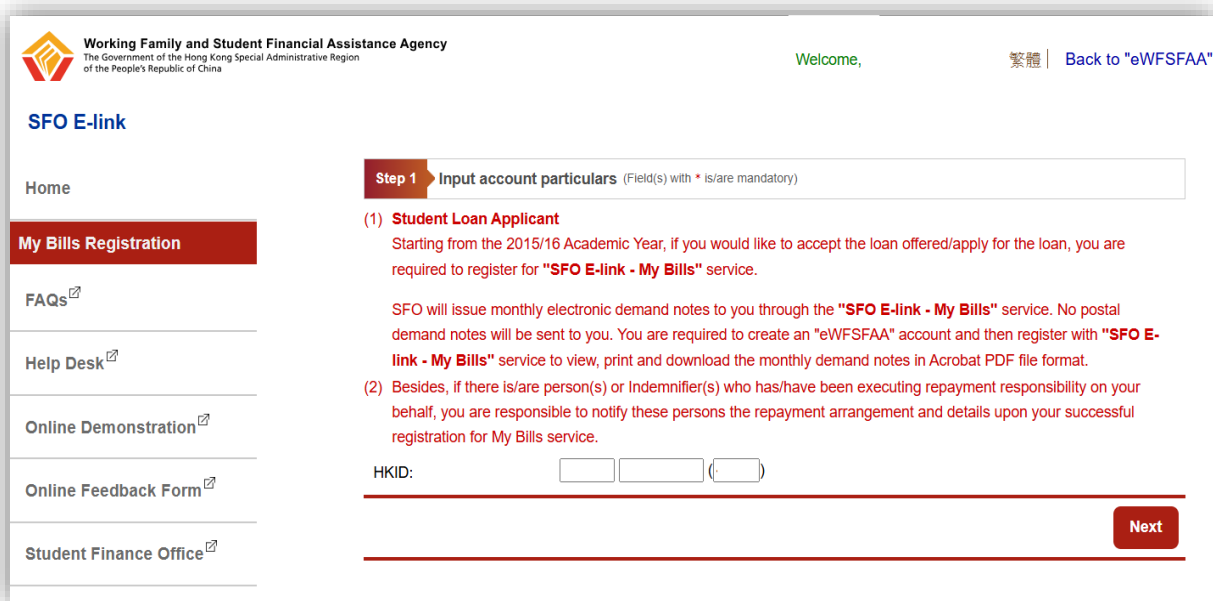 Working Family and Student Financial Assistance Agency
The Government of the Hong Kong Special Administrative Region
of the People's Republic of China
Welcome,
繁體
Back to "eWFSFAA"
SFO E-link
Home
My Bills Registration
FAQs
Help Desk
Online Demonstration
Online Feedback Form
Student Finance Office
Step 1 Input account particulars (Field(s) with * is/are mandatory)
(1) Student Loan Applicant
Starting from the 2015/16 Academic Year, if you would like to accept the loan offered/apply for the loan, you are
required to register for "SFO E-link - My Bills" service.
SFO will issue monthly electronic demand notes to you through the "SFO E-link - My Bills" service. No postal
demand notes will be sent to you. You are required to create an "eWFSFAA" account and then register with "SFO E-
link - My Bills" service to view, print and download the monthly demand notes in Acrobat PDF file format.
(2) Besides, if there is/are person(s) or Indemnifier(s) who has/have been executing repayment responsibility on your
behalf, you are responsible to notify these persons the repayment arrangement and details upon your successful
registration for My Bills service.
HKID: ( )
Next